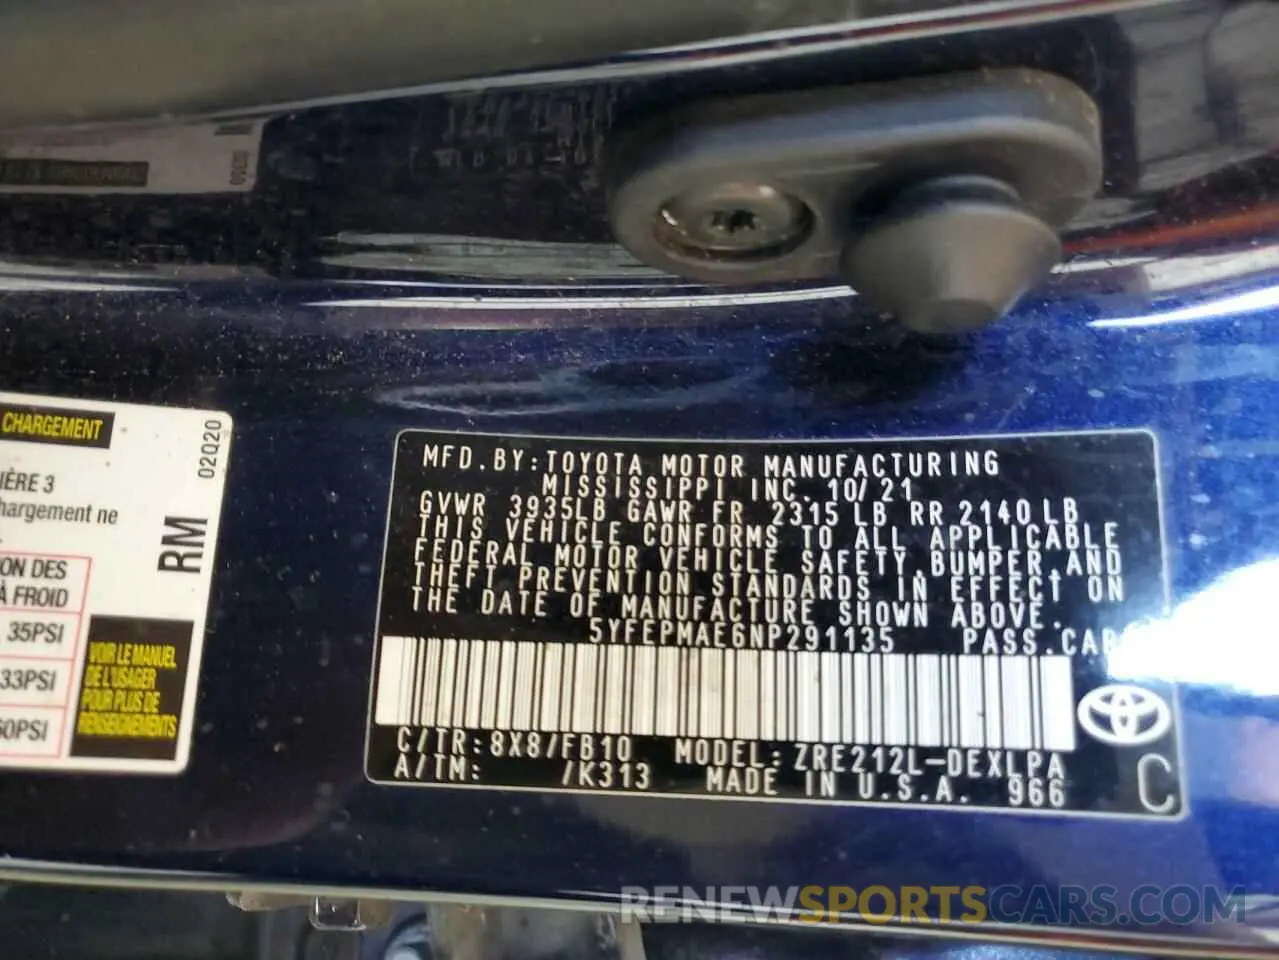 02020
CHARGEMENT
02Q20
IÈRE 3
hargement ne
RM
ON DES
À FROID
35PSI
33PSI
60PSI
VOIR LE MANUEL
DE L'USAGER
POUR PLUS DE
RENSEIGNEMENTS
MFD.BY:TOYOTA MOTOR MANUFACTURING
MISSISSIPPI INC. 10/21
GVWR 3935LB GAWR FR 2315LB RR 2140LB
THIS VEHICLE CONFORMS TO ALL APPLICABLE
FEDERAL MOTOR VEHICLE SAFETY,BUMPER,AND
THEFT PREVENTION STANDARDS IN EFFECT ON
THE DATE OF MANUFACTURE SHOWN ABOVE.
5YFEPMAE6NP291135 PASS.CAR
C/TR:8X8/FB10 MODEL:ZRE212L-DEXLPA
A/TM: /K313 MADE IN U.S.A. 966
C
RENEWSPORTSCARS.COM